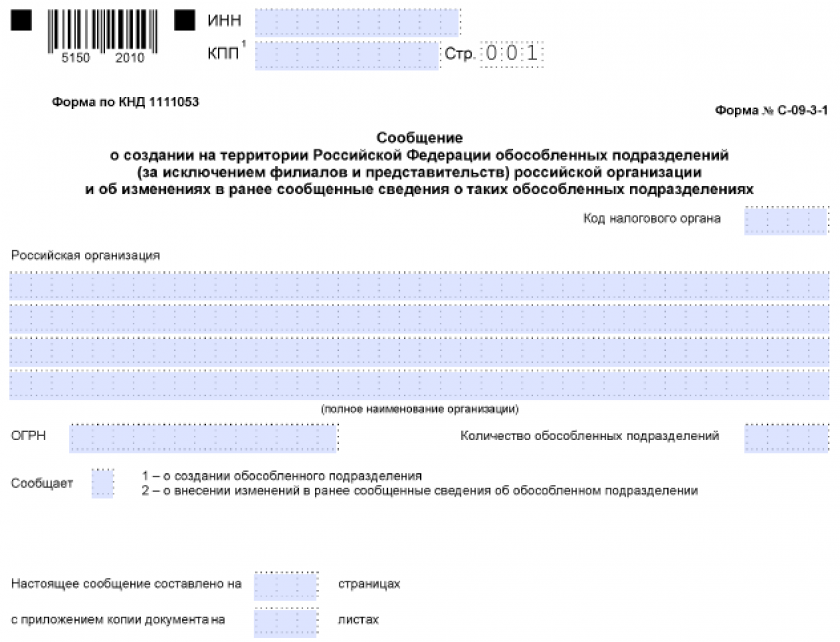 ИНН
5150 2010
КПП 1 Стр. 001
Форма по КНД 1111053
Форма № С-09-3-1
Сообщение
о создании на территории Российской Федерации обособленных подразделений
(за исключением филиалов и представительств) российской организации
и об изменениях в ранее сообщенные сведения о таких обособленных подразделениях
Код налогового органа
Российская организация
(полное наименование организации)
ОГРН Количество обособленных подразделений
Сообщает 1 – о создании обособленного подразделения
2 – о внесении изменений в ранее сообщенные сведения об обособленном подразделении
Настоящее сообщение составлено на страницах
с приложением копии документа на листах